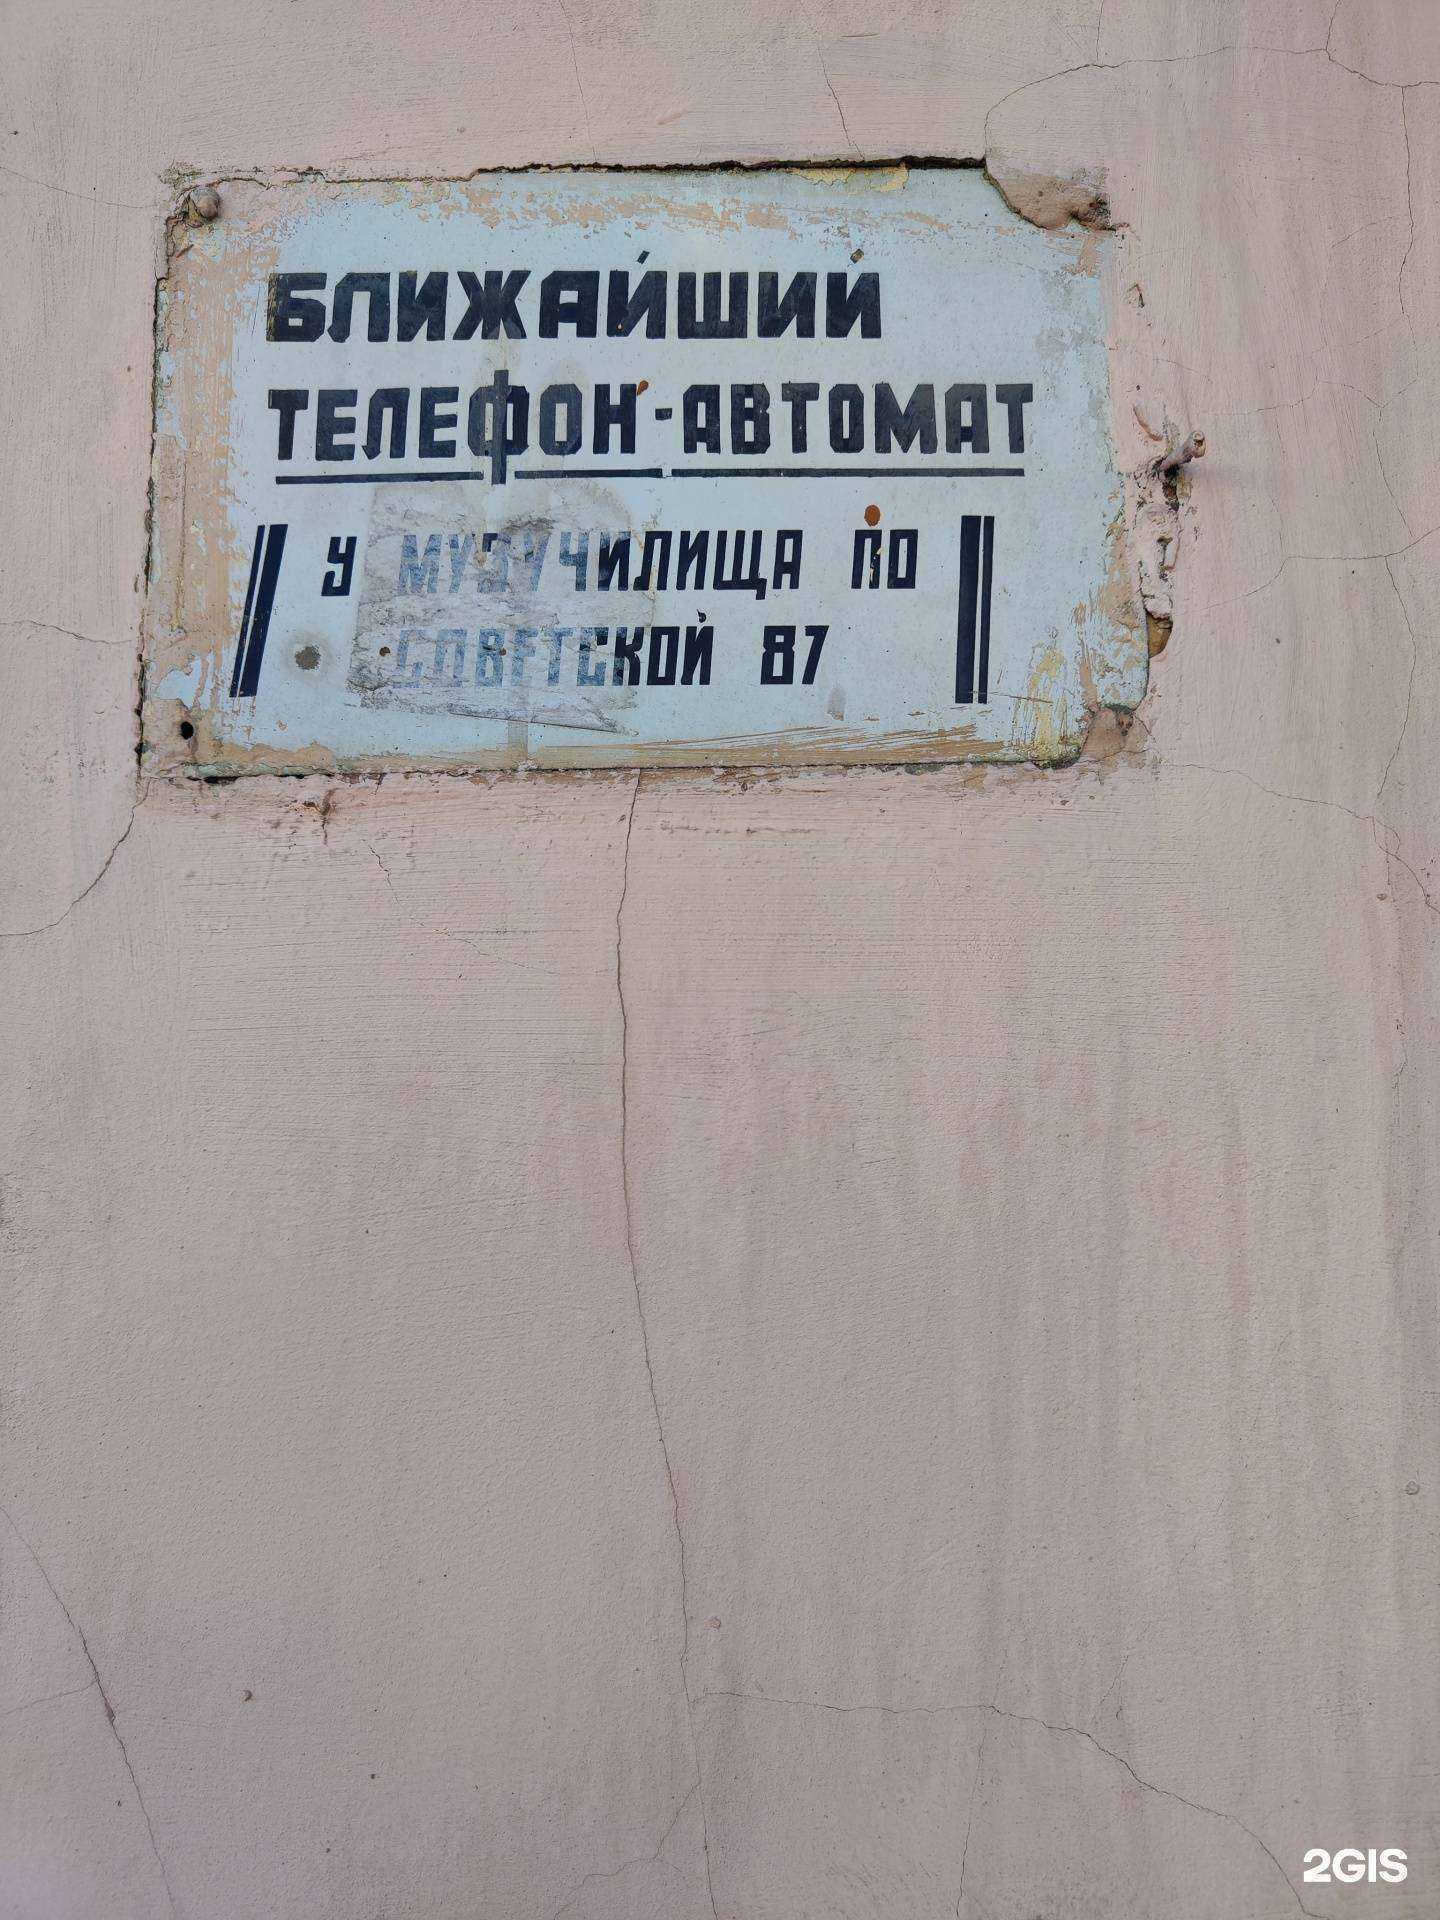 БЛИЖАЙШИЙ
ТЕЛЕФОН-АВТОМАТ
У МУЗУЧИЛИЩА ПО
СОВЕТСКОЙ 87
2GIS